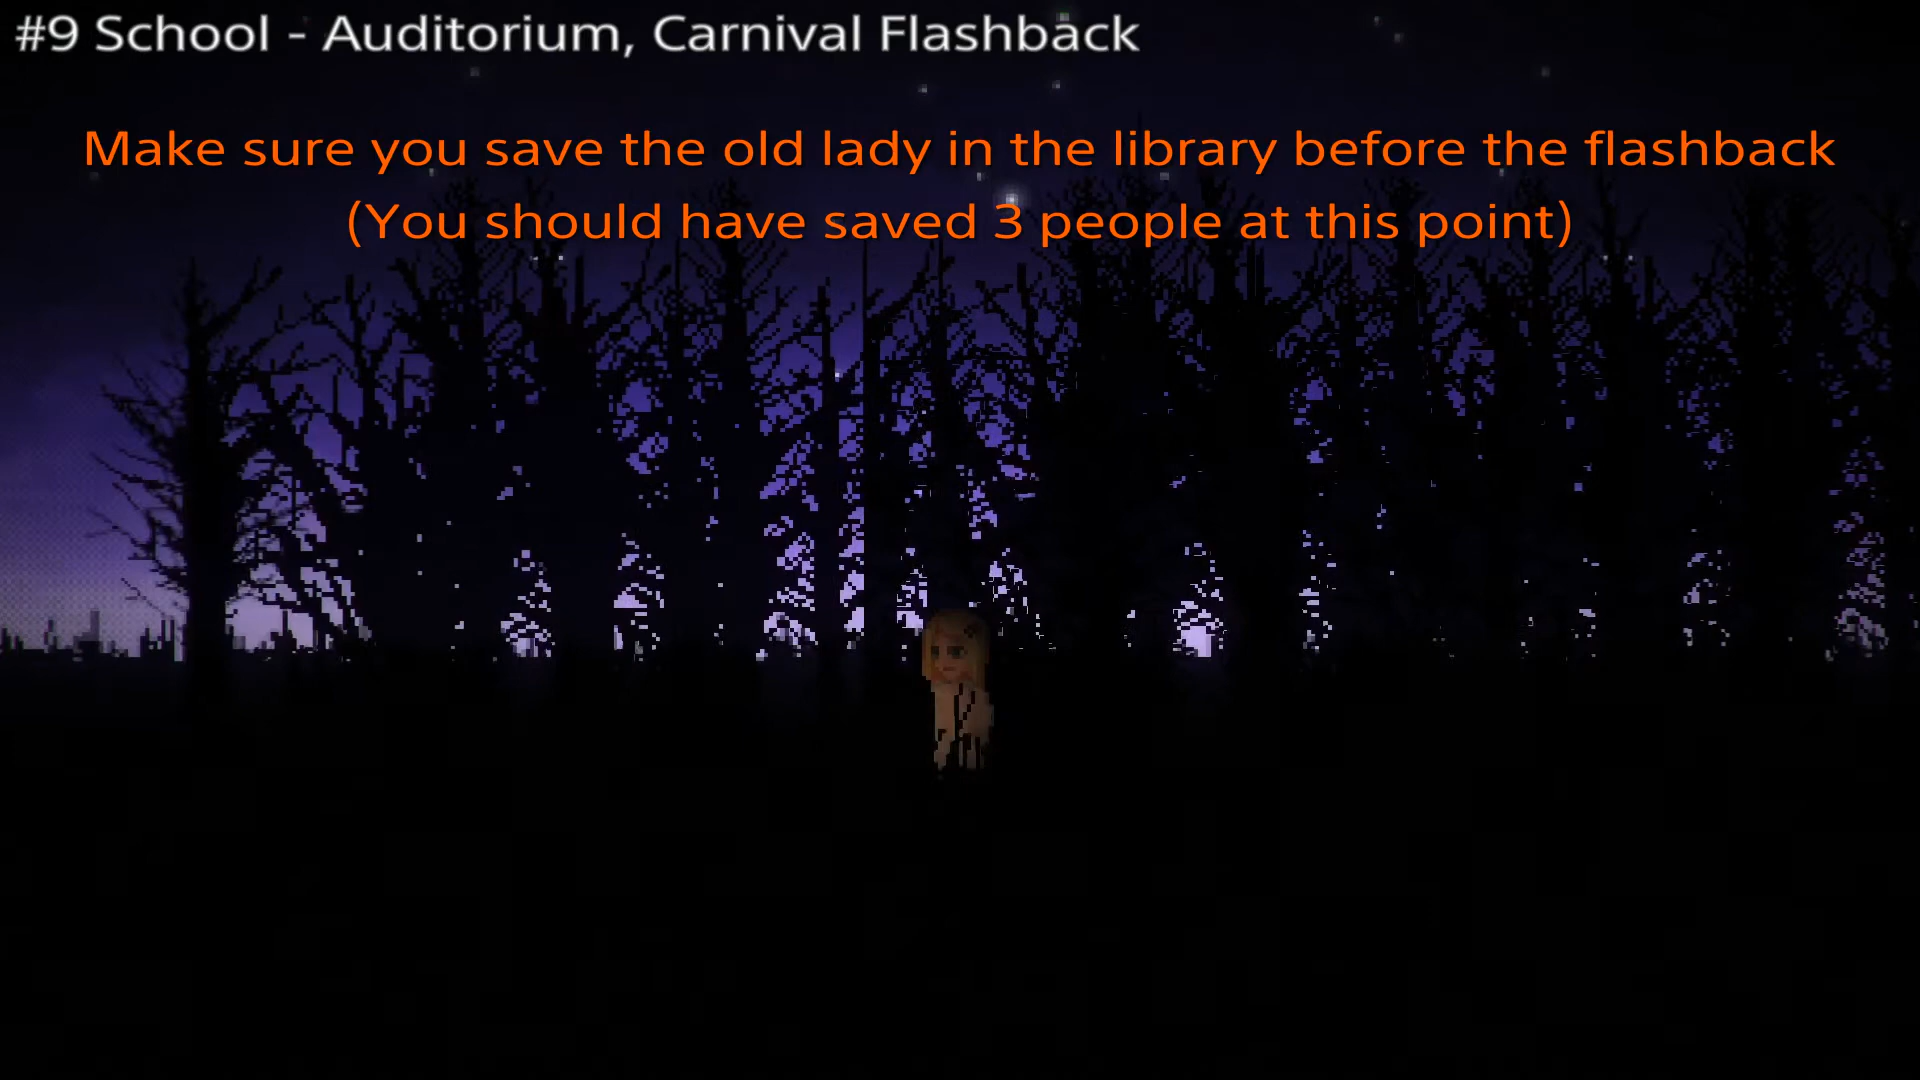 #9 School - Auditorium, Carnival Flashback
Make sure you save the old lady in the library before the flashback
(You should have saved 3 people at this point)